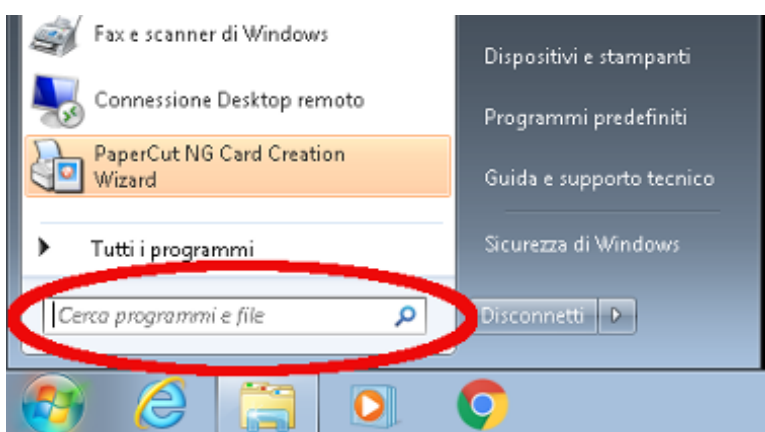 Fax e scanner di Windows
Connessione Desktop remoto
PaperCut NG Card Creation
Wizard
Tutti i programmi
Cerca programmi e file
Dispositivi e stampanti
Programmi predefiniti
Guida e supporto tecnico
Sicurezza di Windows
Disconnetti